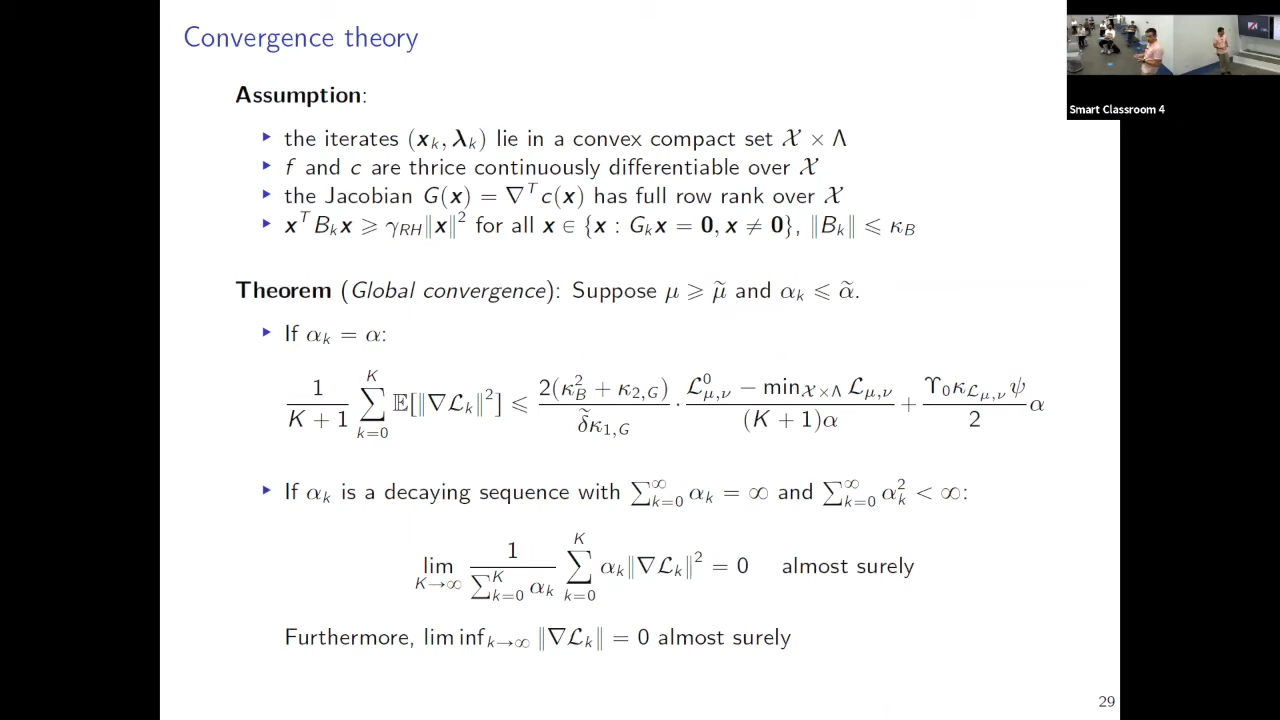 Convergence theory
Smart Classroom 4
Assumption:
▶ the iterates (x_k, λ_k) lie in a convex compact set 𝒳 × Λ
▶ f and c are thrice continuously differentiable over 𝒳
▶ the Jacobian G(x) = ∇^T c(x) has full row rank over 𝒳
▶ x^T B_k x ⩾ γ_{RH}‖x‖² for all x ∈ {x : G_k x = 0, x ≠ 0}, ‖B_k‖ ⩽ κ_B
Theorem (Global convergence): Suppose μ ⩾ μ̃ and α_k ⩽ α̃.
▶ If α_k = α:
1/(K + 1) ∑_{k=0}^{K} 𝔼[‖∇ℒ_k‖²] ⩽ 2(κ_B² + κ_{2,G})/(δ̃κ_{1,G}) · (ℒ⁰_{μ,ν} − min_{𝒳×Λ} ℒ_{μ,ν})/((K + 1)α) + (Υ₀κ_{ℒ_{μ,ν}}ψ)/2 α
▶ If α_k is a decaying sequence with ∑_{k=0}^{∞} α_k = ∞ and ∑_{k=0}^{∞} α_k² < ∞:
lim_{K→∞} 1/(∑_{k=0}^{K} α_k) ∑_{k=0}^{K} α_k‖∇ℒ_k‖² = 0 almost surely
Furthermore, lim inf_{k→∞} ‖∇ℒ_k‖ = 0 almost surely
29